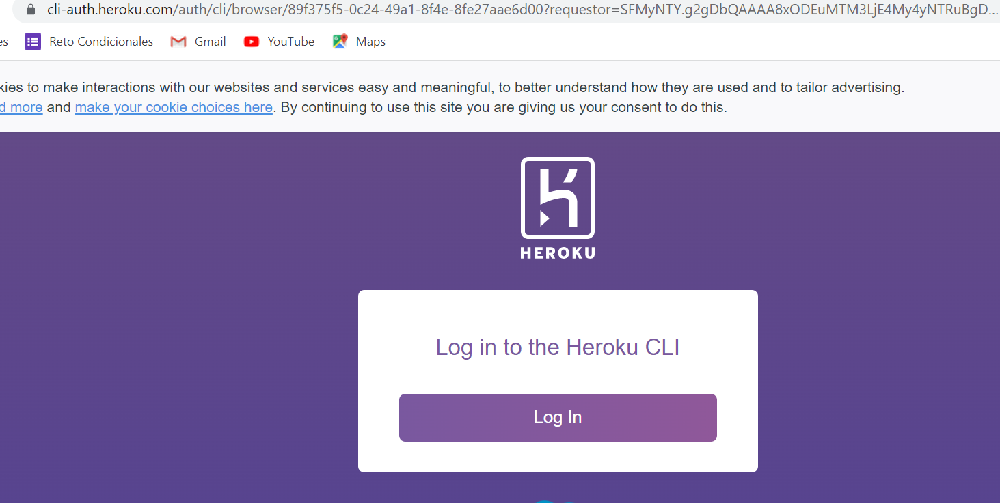 cli-auth.heroku.com/auth/cli/browser/89f375f5-0c24-49a1-8f4e-8fe27aae6d00?requestor=SFMyNTY.g2gDbQAAAA8xODEuMTM3LjE4My4yNTRuBgD...
es Reto Condicionales Gmail YouTube Maps
kies to make interactions with our websites and services easy and meaningful, to better understand how they are used and to tailor advertising.
d more and make your cookie choices here. By continuing to use this site you are giving us your consent to do this.
HEROKU
Log in to the Heroku CLI
Log In